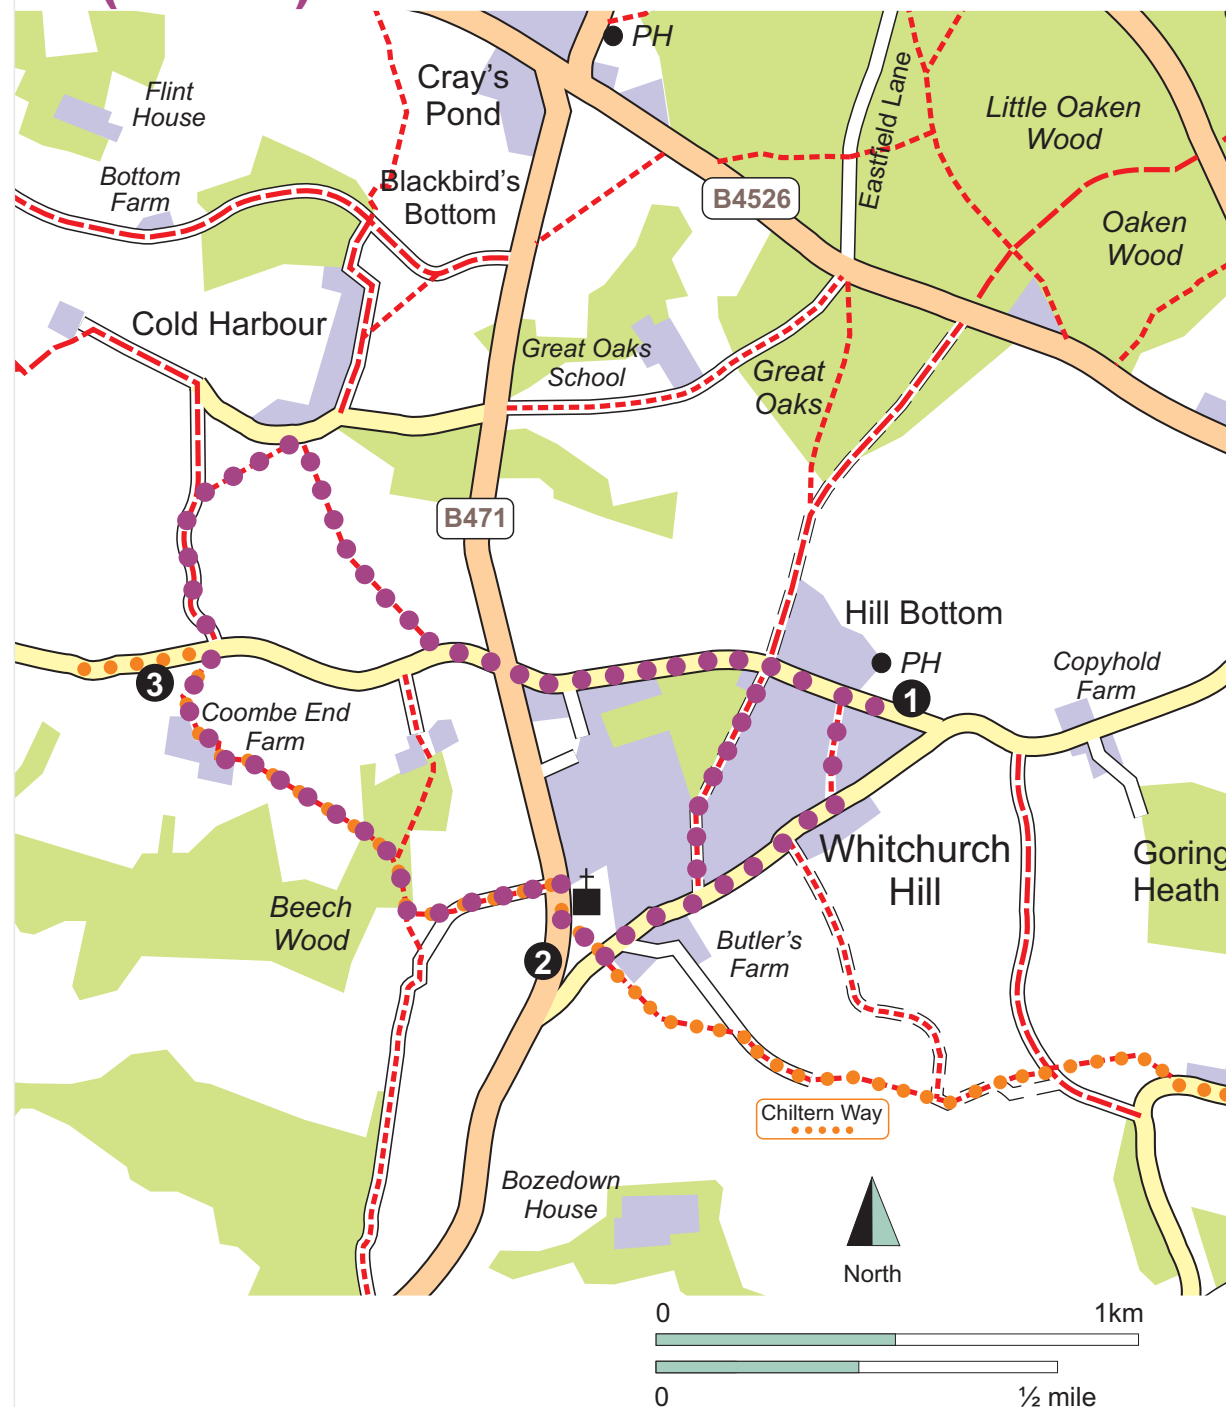 PH
Cray's
Pond
Flint
House
Eastfield Lane
Little Oaken
Wood
Bottom
Farm
Blackbird's
Bottom
B4526
Oaken
Wood
Cold Harbour
Great Oaks
School
Great
Oaks
B471
Hill Bottom
PH
Copyhold
Farm
3
1
Coombe End
Farm
Whitchurch
Hill
Goring
Heath
Beech
Wood
Butler's
Farm
2
Chiltern Way
Bozedown
House
North
0
1km
0
½ mile